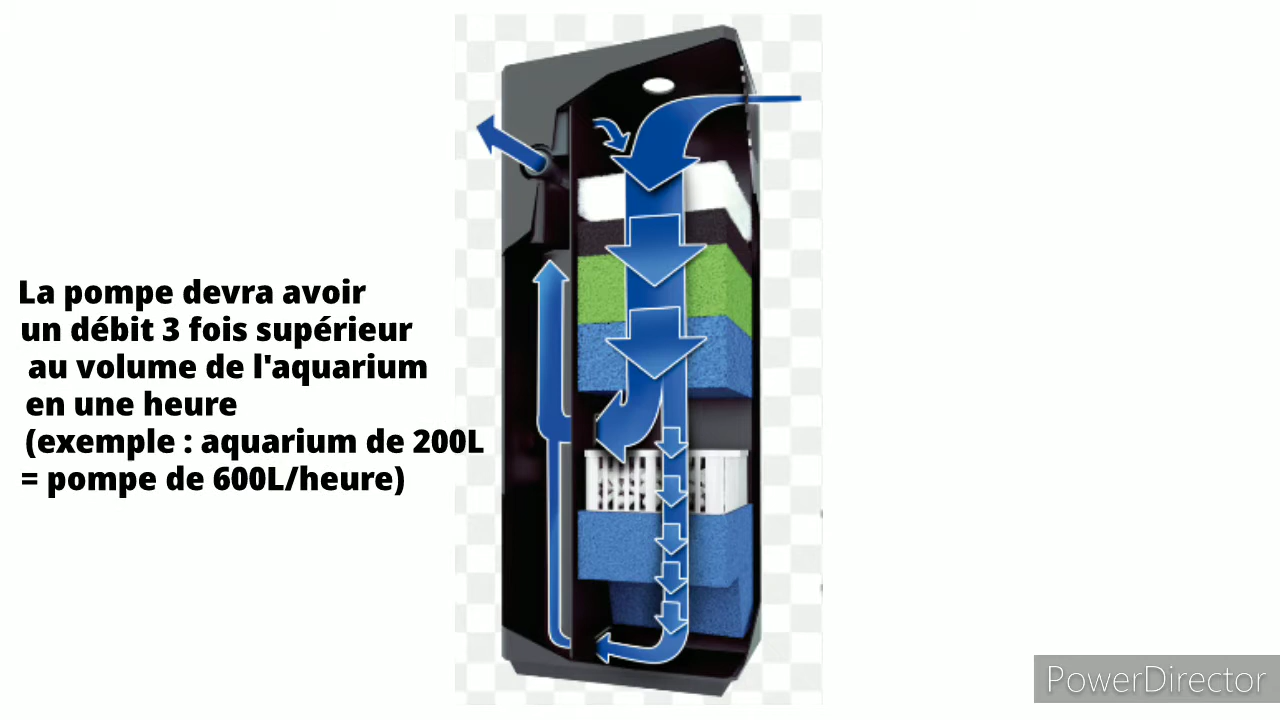 La pompe devra avoir
un débit 3 fois supérieur
au volume de l'aquarium
en une heure
(exemple : aquarium de 200L
= pompe de 600L/heure)
PowerDirector